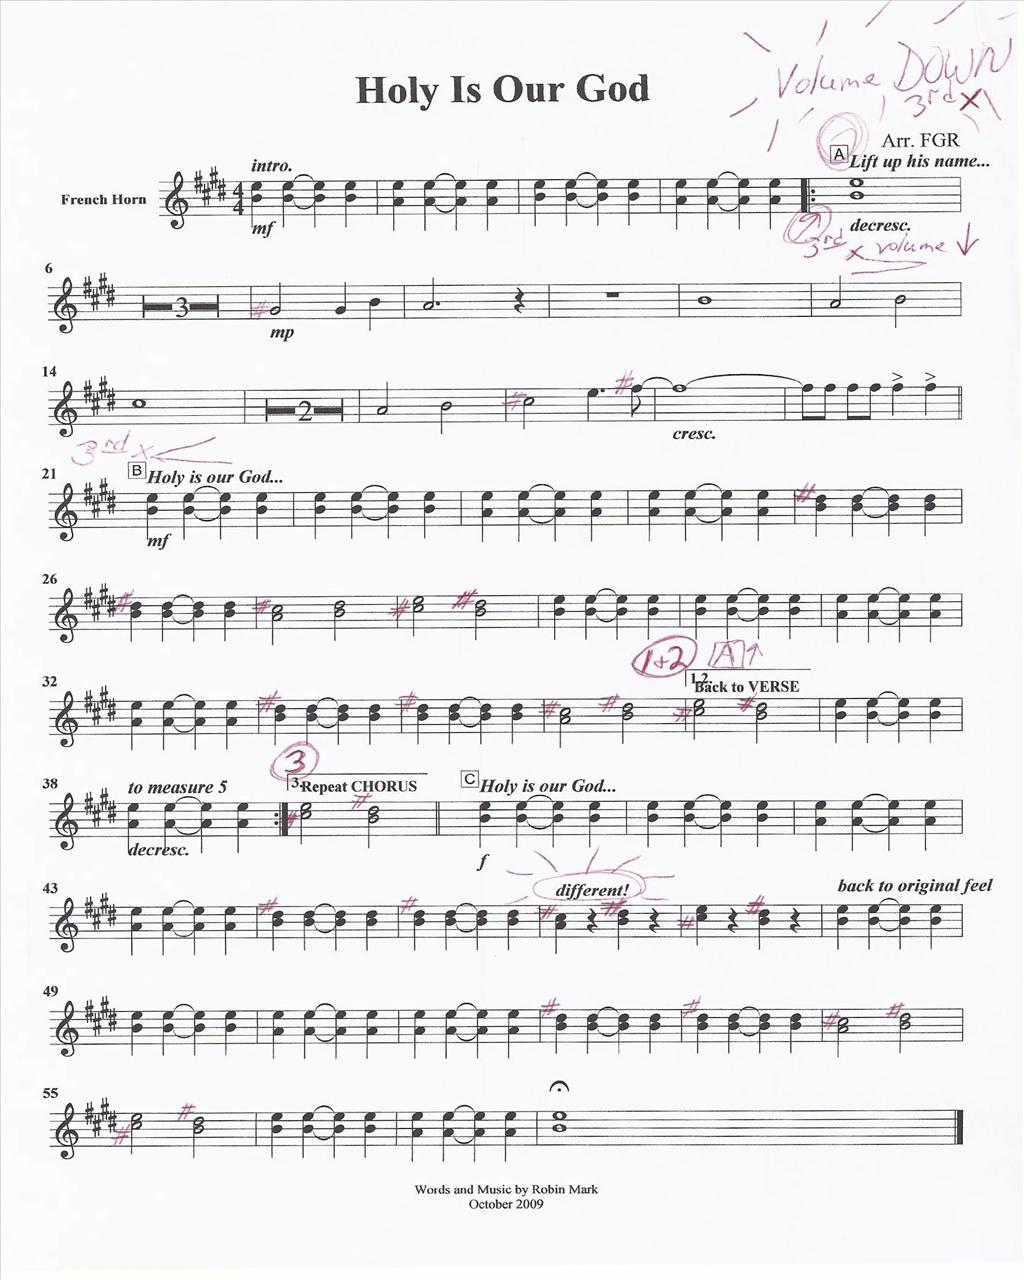 Volume DOWN
3rd X
Holy Is Our God
Arr. FGR
intro.
A
Lift up his name...
French Horn
4
4
mf
decresc.
3rd x volume ↓
6
3
mp
14
2
cresc.
3rd x
21
B
Holy is our God...
mf
26
1+2 A ↑
32
1.2.
Back to VERSE
3
38
to measure 5
3.
Repeat CHORUS
C
Holy is our God...
decresc.
f
43
different!
back to original feel
49
55
Words and Music by Robin Mark
October 2009